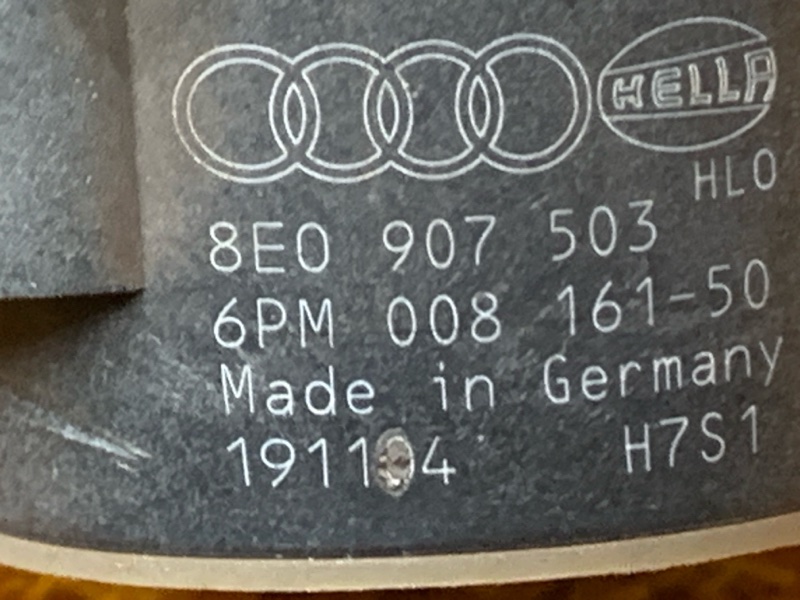 HELLA
HLO
8E0 907 503
6PM 008 161-50
Made in Germany
H7S1